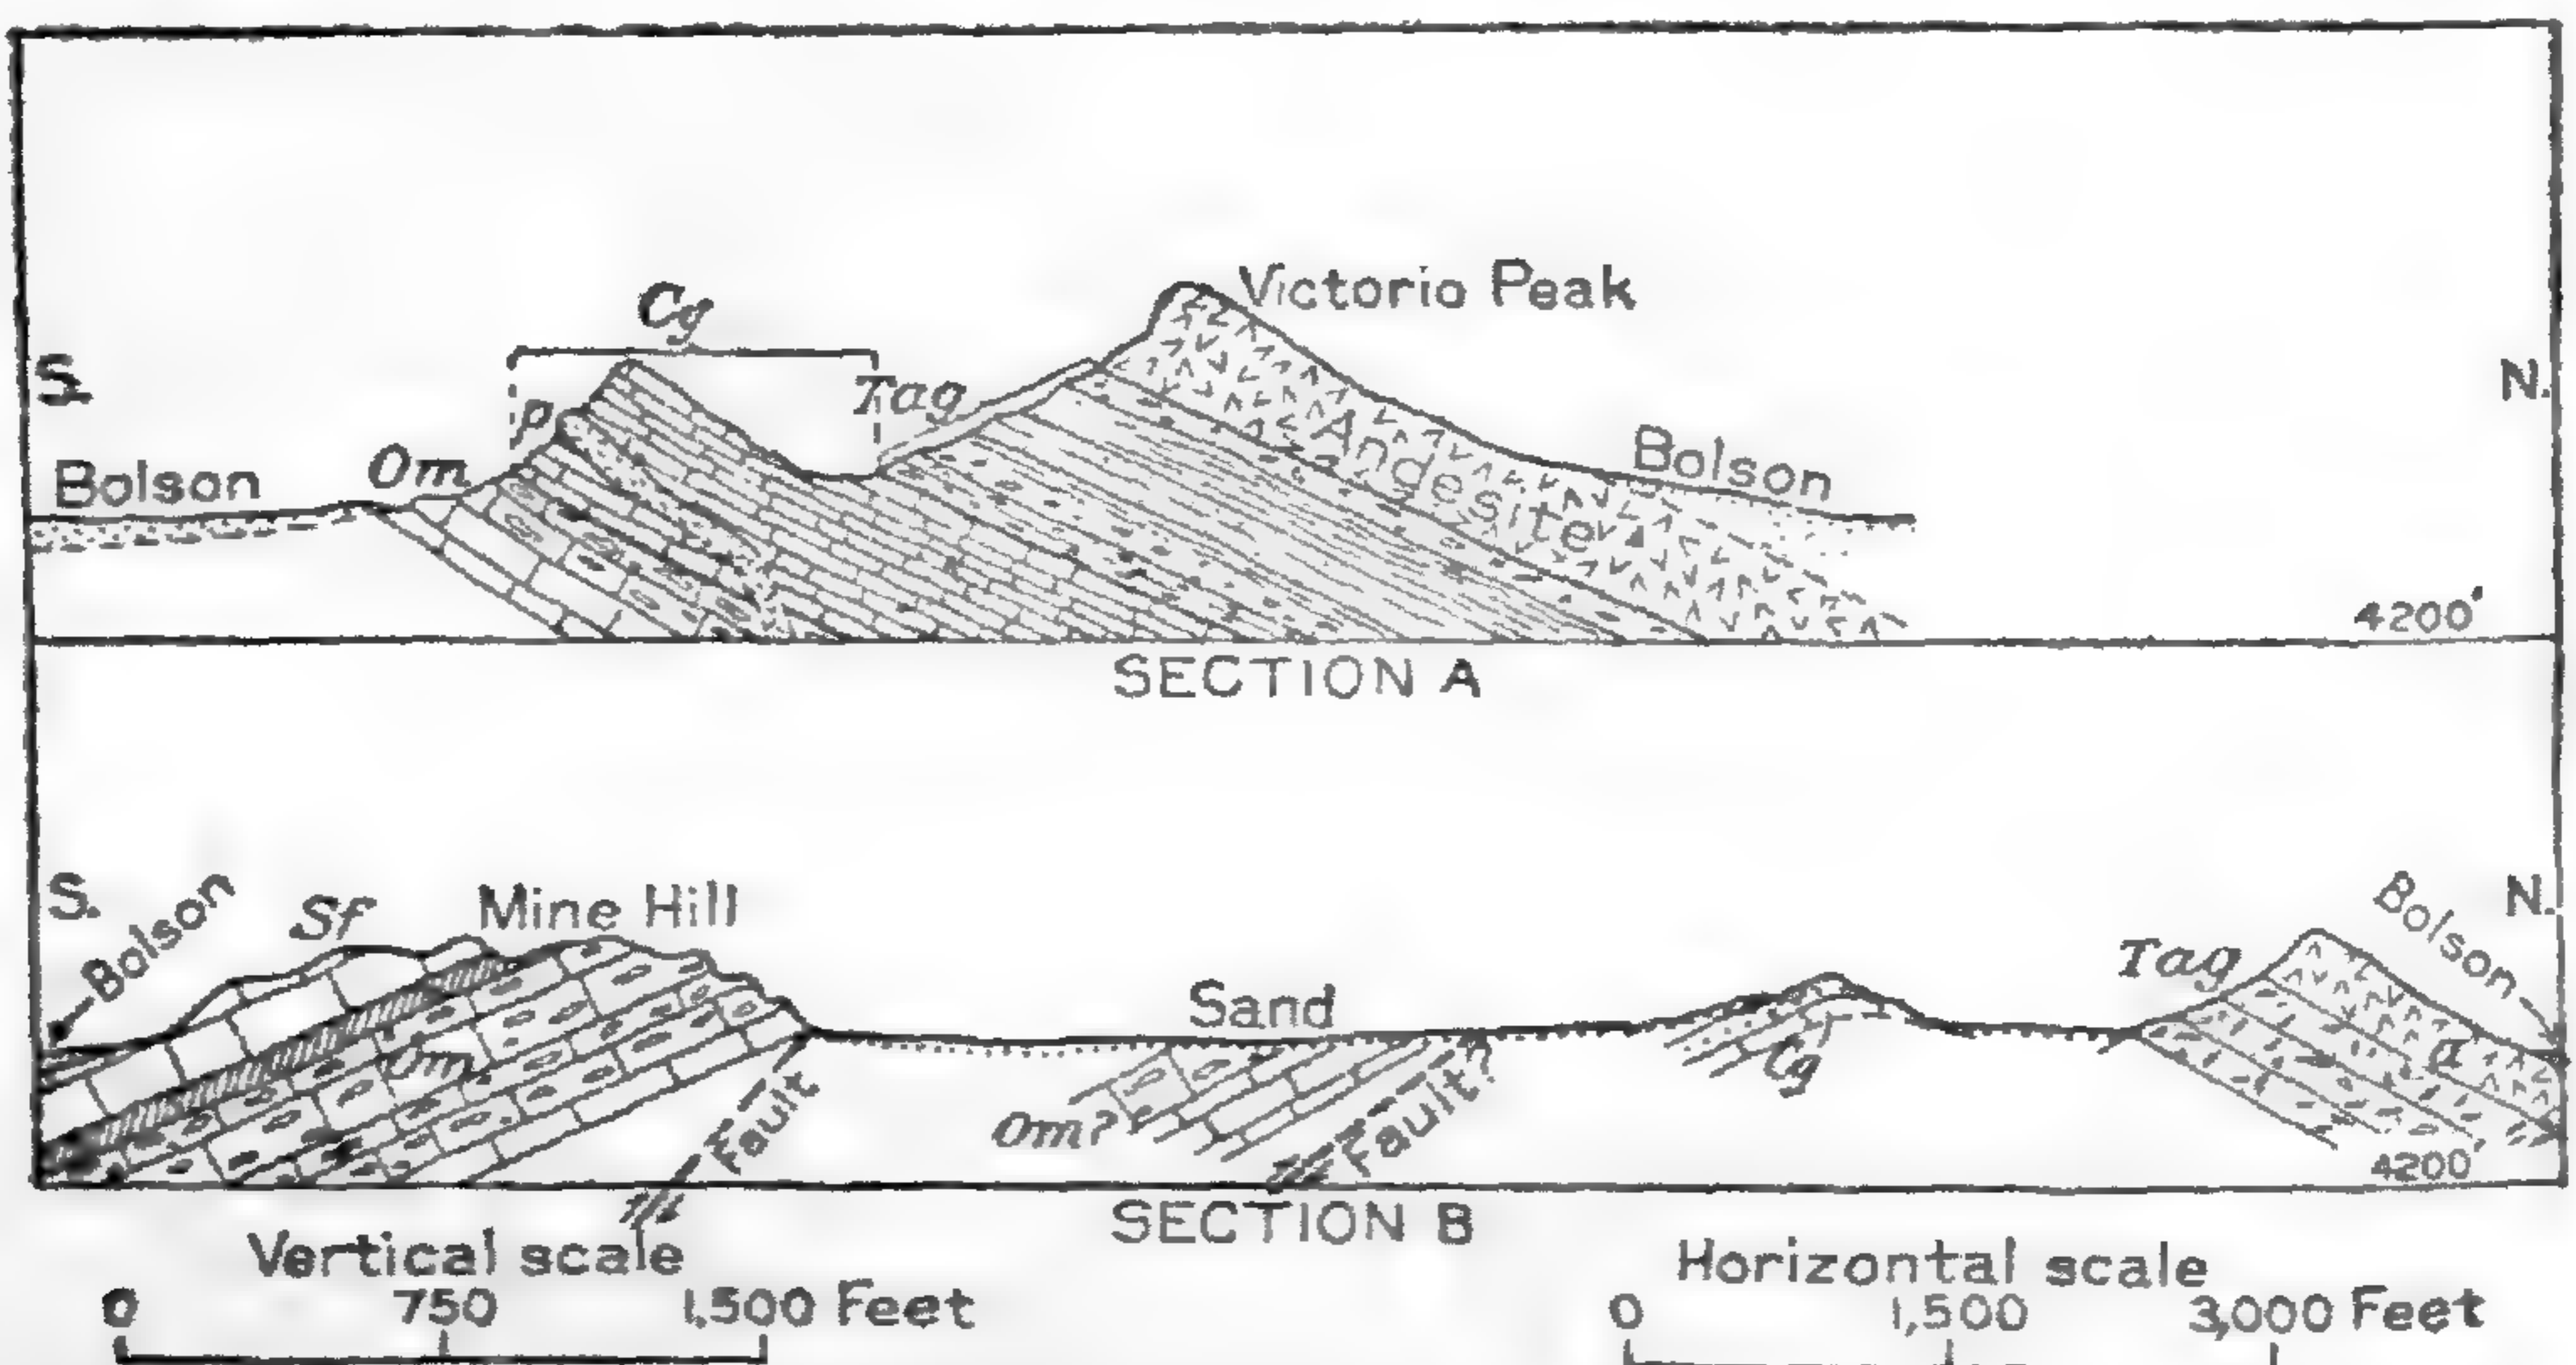 Cg
Victorio Peak
S.
N.
p
Tag
Om
Bolson
Andesite
Bolson
4200'
SECTION A
S.
Bolson
Sf
Mine Hill
Om
Fault
Sand
Om?
Fault?
Cg
Tag
a
Bolson
N.
4200'
SECTION B
Vertical scale
0 750 1,500 Feet
Horizontal scale
0 1,500 3,000 Feet